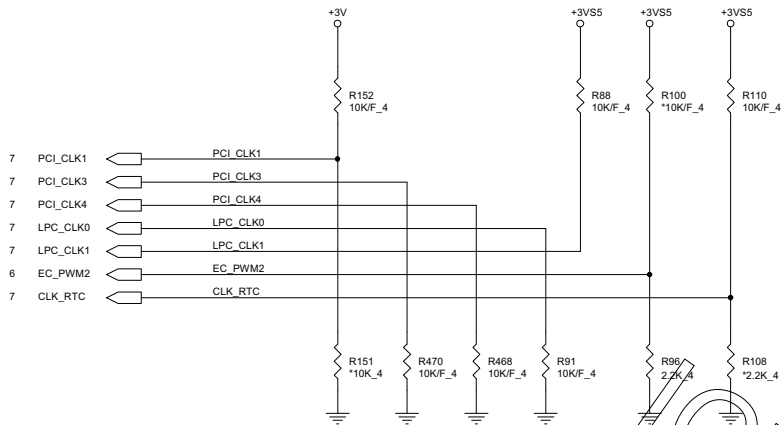 +3V +3VS5 +3VS5 +3VS5
R152 R88 R100 R110
10K/F_4 10K/F_4 *10K/F_4 10K/F_4
7 PCI_CLK1 PCI_CLK1
7 PCI_CLK3 PCI_CLK3
7 PCI_CLK4 PCI_CLK4
7 LPC_CLK0 LPC_CLK0
7 LPC_CLK1 LPC_CLK1
6 EC_PWM2 EC_PWM2
7 CLK_RTC CLK_RTC
R151 R470 R468 R91 R96 R108
*10K_4 10K/F_4 10K/F_4 10K/F_4 2.2K_4 *2.2K_4